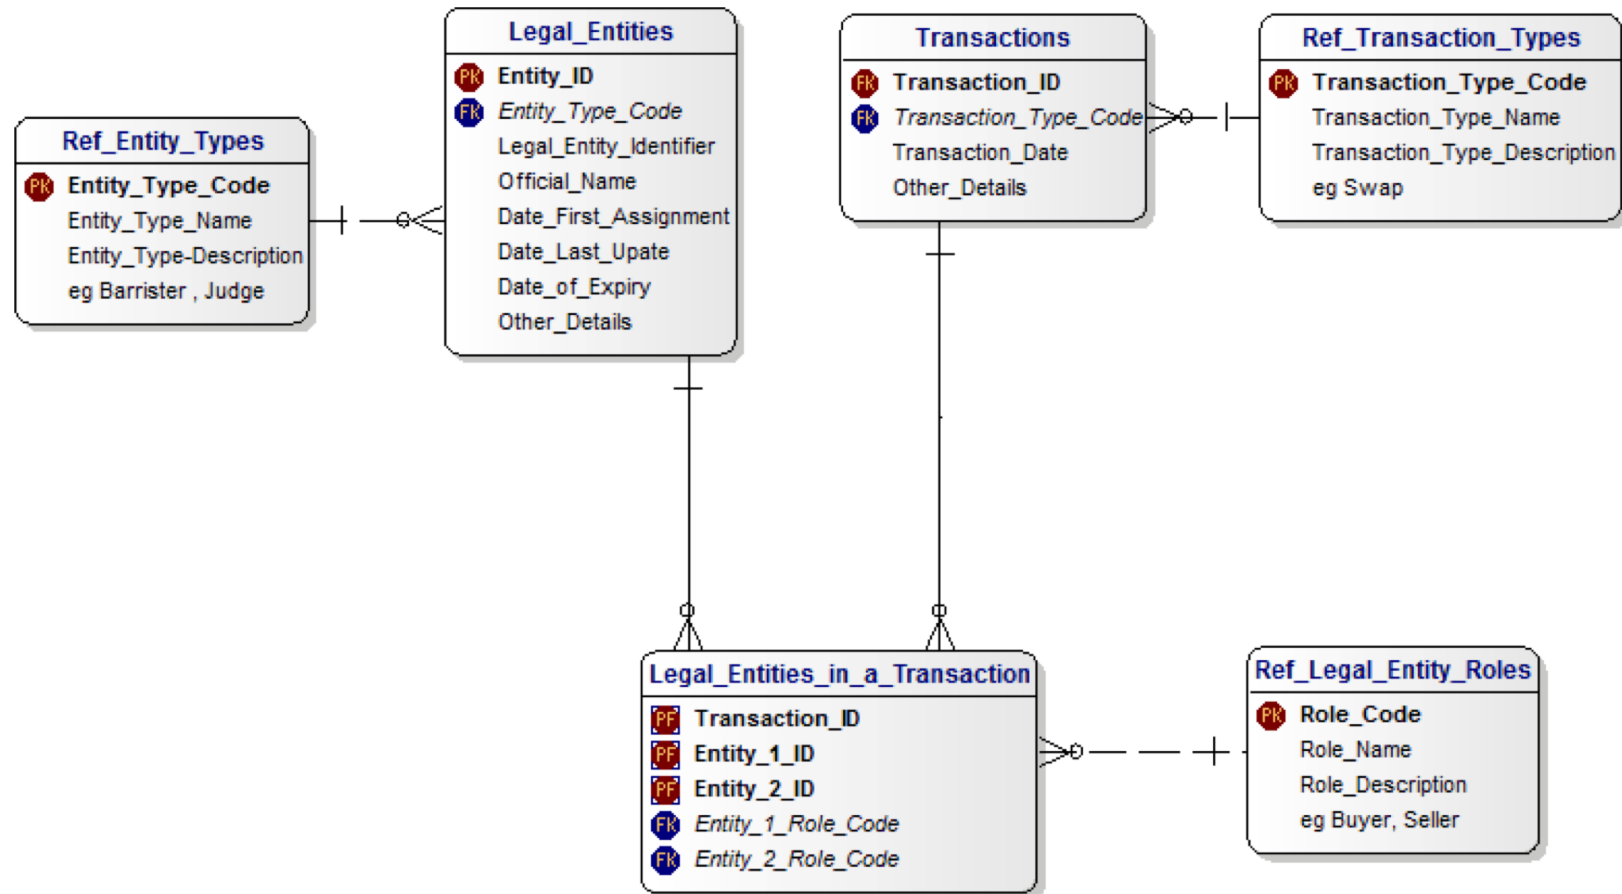 Legal_Entities
PK Entity_ID
FK Entity_Type_Code
Legal_Entity_Identifier
Official_Name
Date_First_Assignment
Date_Last_Upate
Date_of_Expiry
Other_Details
Transactions
FK Transaction_ID
FK Transaction_Type_Code
Transaction_Date
Other_Details
Ref_Transaction_Types
PK Transaction_Type_Code
Transaction_Type_Name
Transaction_Type_Description
eg Swap
Ref_Entity_Types
PK Entity_Type_Code
Entity_Type_Name
Entity_Type-Description
eg Barrister , Judge
Legal_Entities_in_a_Transaction
PF Transaction_ID
PF Entity_1_ID
PF Entity_2_ID
FK Entity_1_Role_Code
FK Entity_2_Role_Code
Ref_Legal_Entity_Roles
PK Role_Code
Role_Name
Role_Description
eg Buyer, Seller